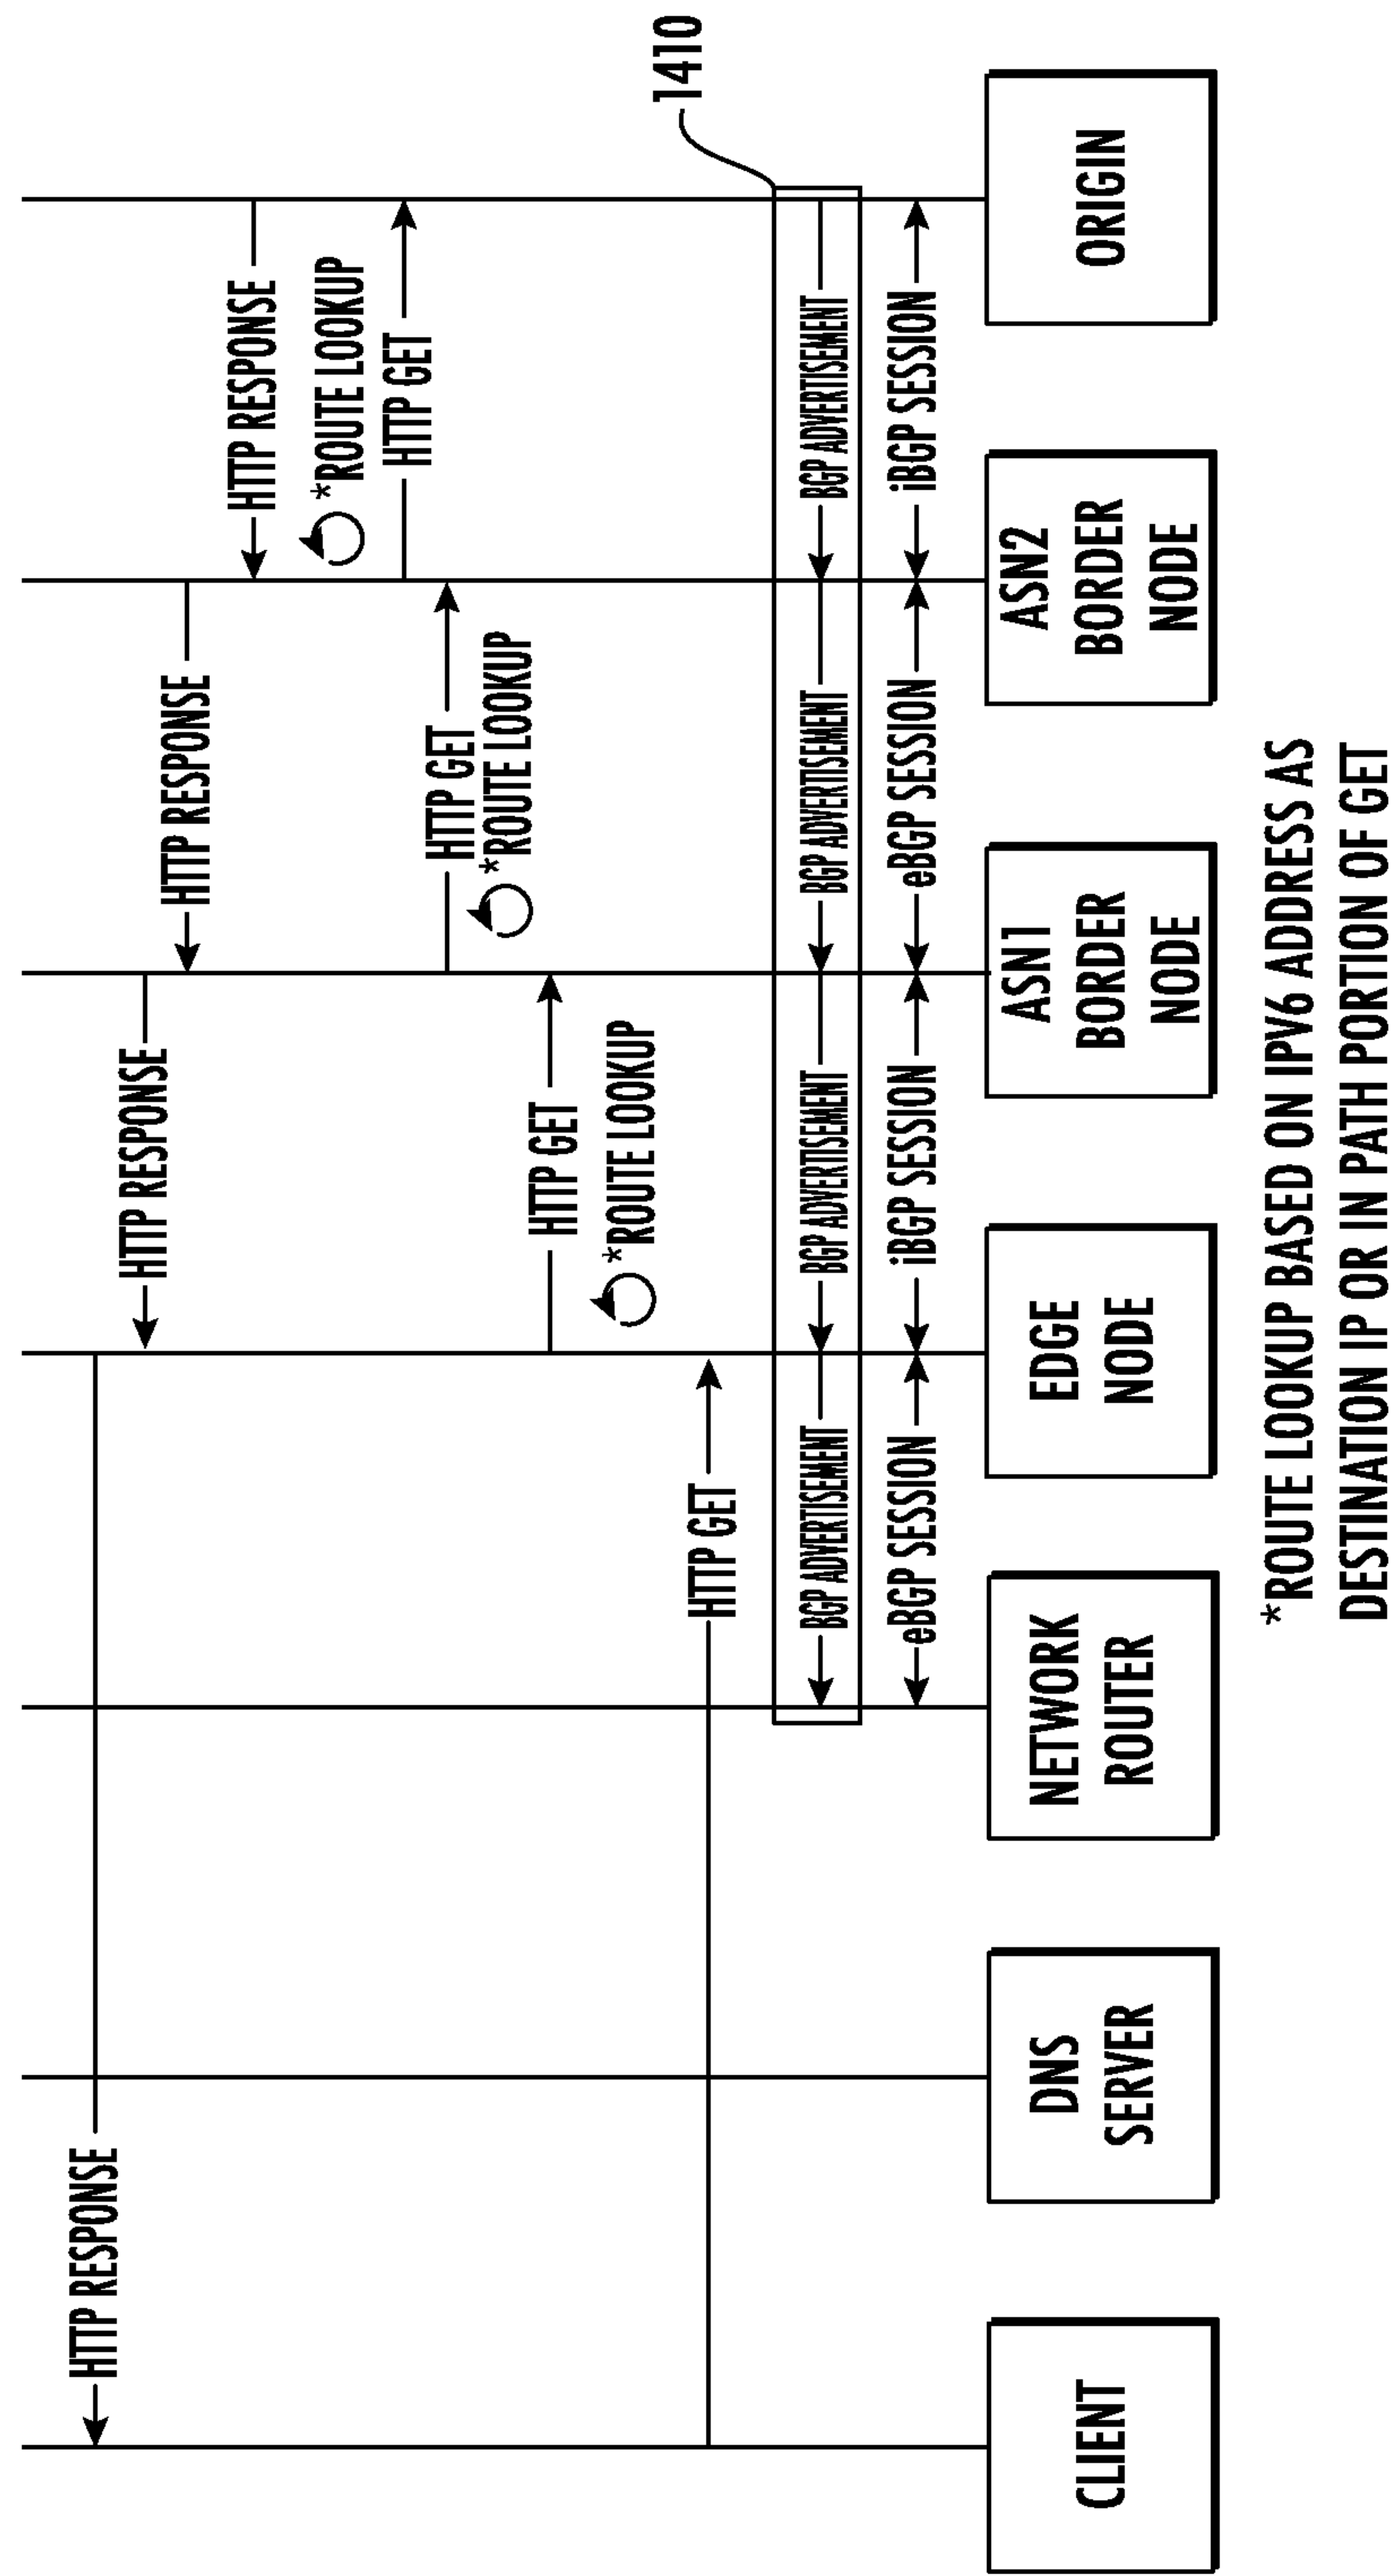 HTTP RESPONSE
HTTP RESPONSE
HTTP RESPONSE
HTTP RESPONSE
*ROUTE LOOKUP
HTTP GET
HTTP GET
*ROUTE LOOKUP
HTTP GET
*ROUTE LOOKUP
1410
HTTP GET
BGP ADVERTISEMENT
BGP ADVERTISEMENT
BGP ADVERTISEMENT
BGP ADVERTISEMENT
eBGP SESSION
iBGP SESSION
eBGP SESSION
iBGP SESSION
CLIENT
DNS
SERVER
NETWORK
ROUTER
EDGE
NODE
ASN1
BORDER
NODE
ASN2
BORDER
NODE
ORIGIN
*ROUTE LOOKUP BASED ON IPV6 ADDRESS AS
DESTINATION IP OR IN PATH PORTION OF GET